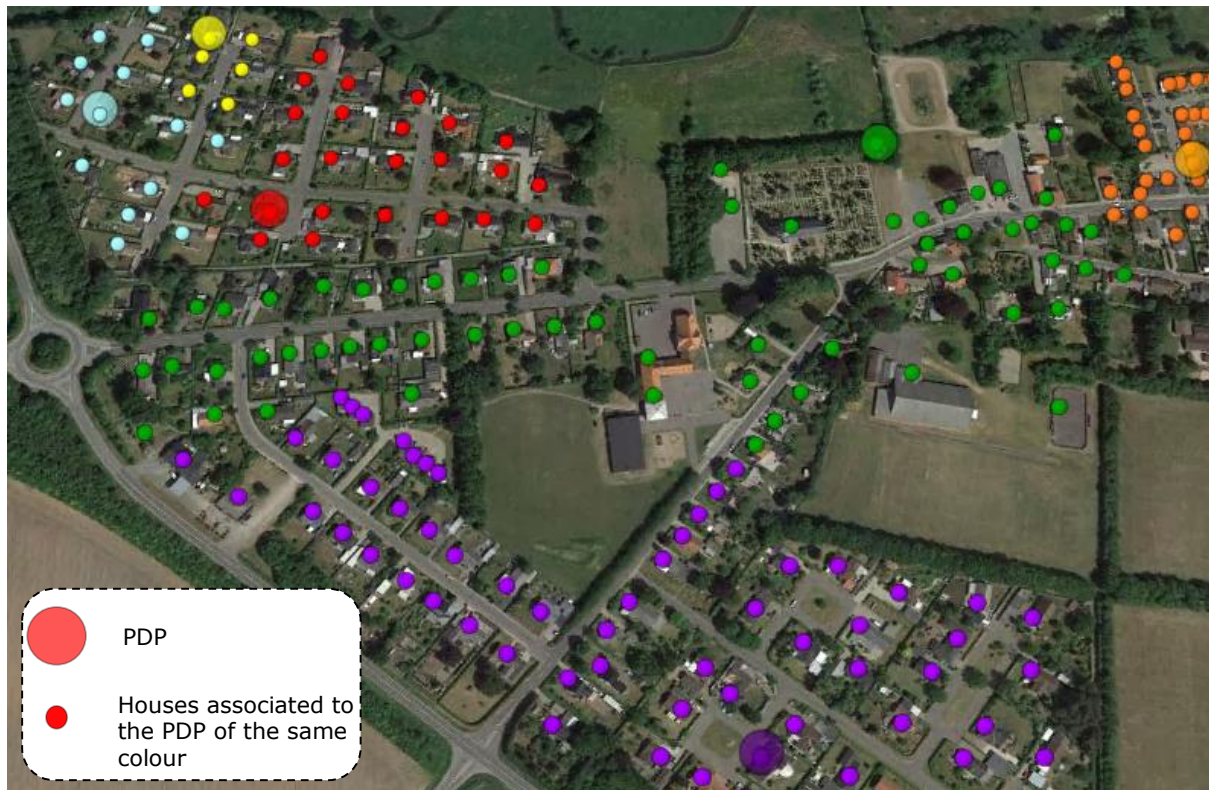 PDP
Houses associated to
the PDP of the same
colour